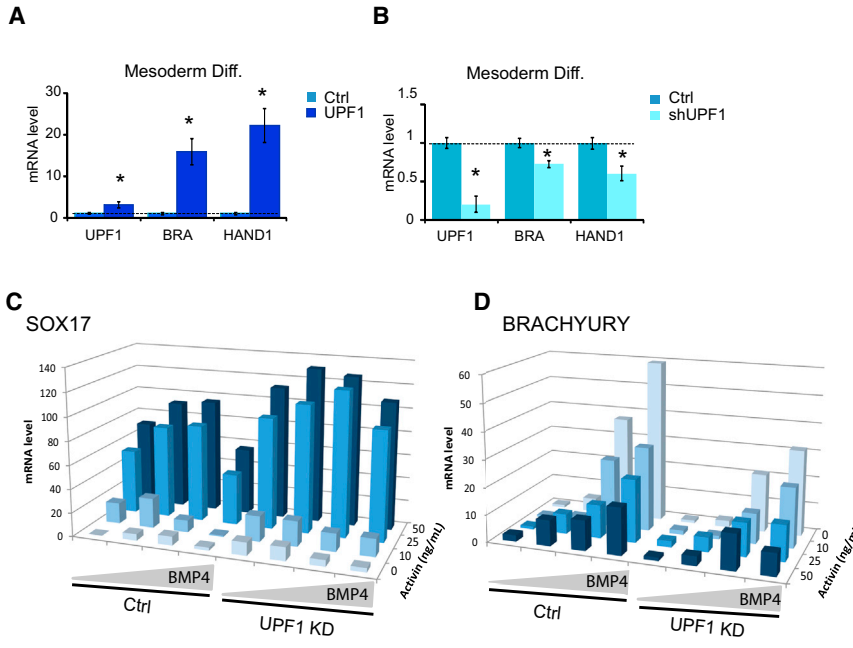 A
Mesoderm Diff.
mRNA level
30
20
10
0
*
*
*
Ctrl
UPF1
UPF1
BRA
HAND1
B
Mesoderm Diff.
mRNA level
1.5
1
0.5
0
*
*
*
Ctrl
shUPF1
UPF1
BRA
HAND1
C
SOX17
mRNA level
140
120
100
80
60
40
20
0
50
25
10
0
Activin (ng/mL)
BMP4
BMP4
Ctrl
UPF1 KD
D
BRACHYURY
mRNA level
60
50
40
30
20
10
0
0
10
25
50
Activin (ng/mL)
BMP4
BMP4
Ctrl
UPF1 KD